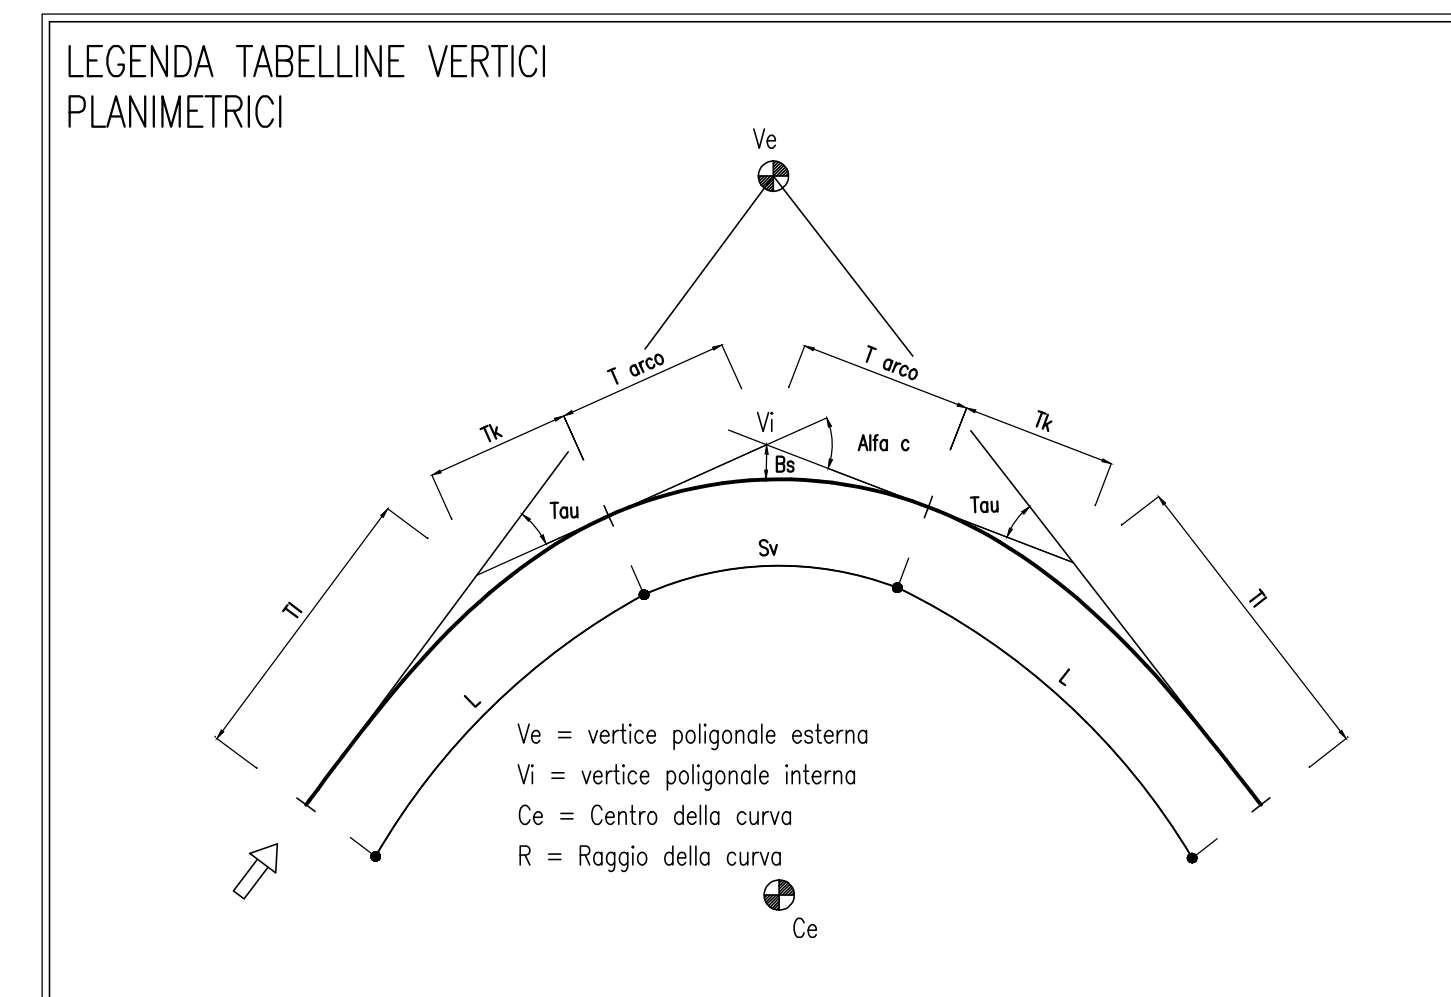 LEGENDA TABELLINE VERTICI
PLANIMETRICI
Ve
T arco
T arco
Tk
Tk
Vi
Alfa c
Bs
Tau
Tau
Sv
Tl
Tl
L
L
Ve = vertice poligonale esterna
Vi = vertice poligonale interna
Ce = Centro della curva
R = Raggio della curva
Ce